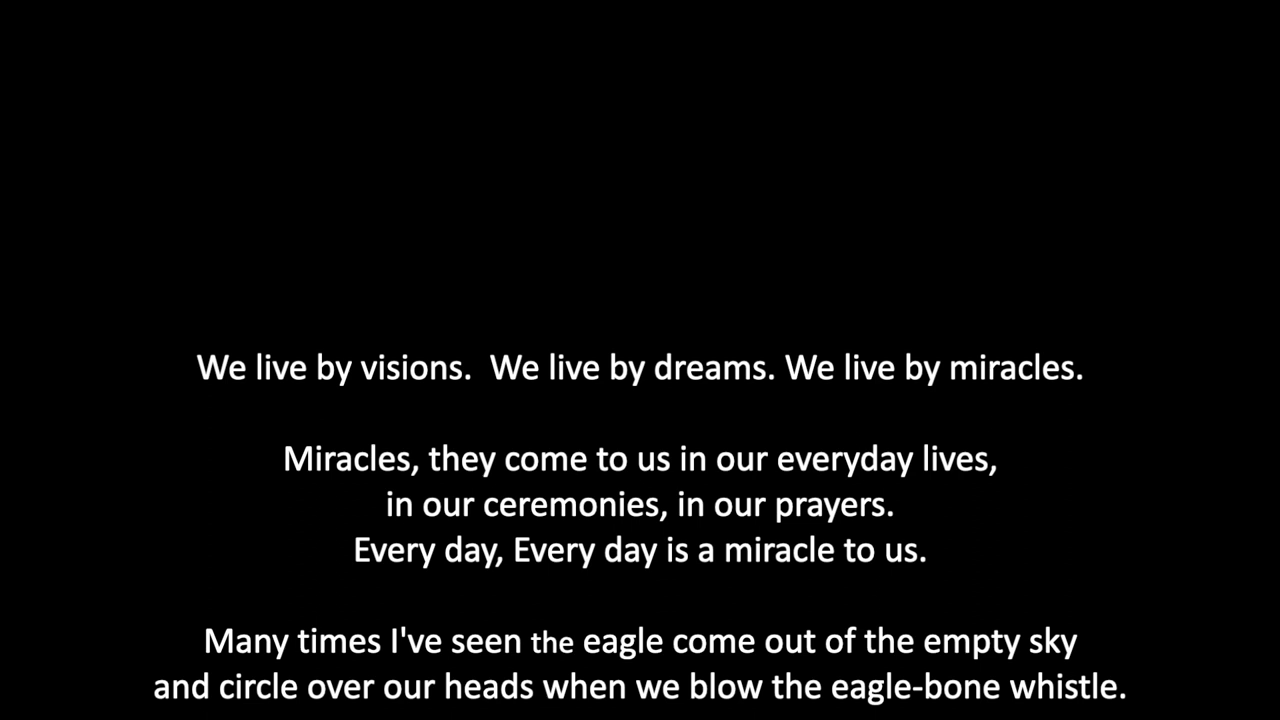 We live by visions.  We live by dreams. We live by miracles.
Miracles, they come to us in our everyday lives,
in our ceremonies, in our prayers.
Every day, Every day is a miracle to us.
Many times I've seen the eagle come out of the empty sky
and circle over our heads when we blow the eagle-bone whistle.